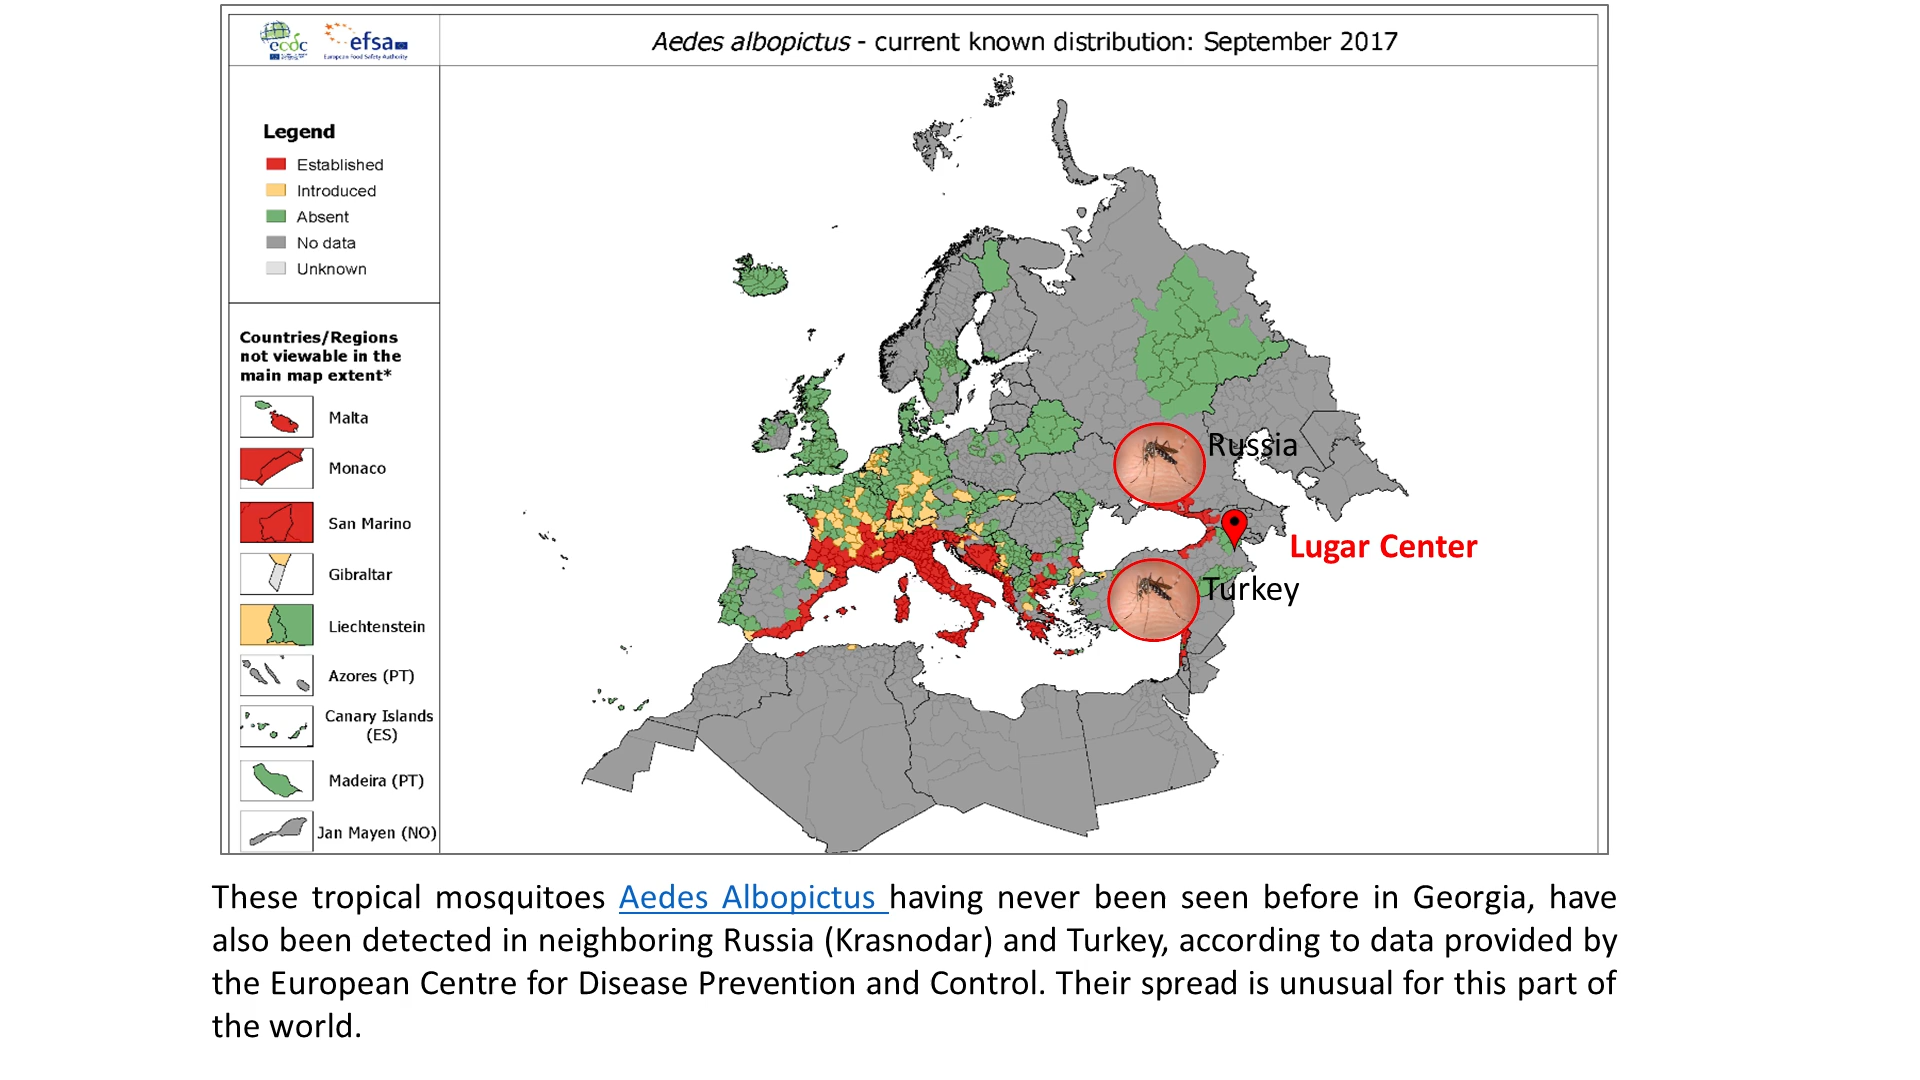 ecdc
efsa
European Food Safety Authority
Aedes albopictus - current known distribution: September 2017
Legend
Established
Introduced
Absent
No data
Unknown
Countries/Regions
not viewable in the
main map extent*
Malta
Monaco
San Marino
Gibraltar
Liechtenstein
Azores (PT)
Canary Islands
(ES)
Madeira (PT)
Jan Mayen (NO)
Russia
Lugar Center
Turkey
These tropical mosquitoes Aedes Albopictus having never been seen before in Georgia, have
also been detected in neighboring Russia (Krasnodar) and Turkey, according to data provided by
the European Centre for Disease Prevention and Control. Their spread is unusual for this part of
the world.